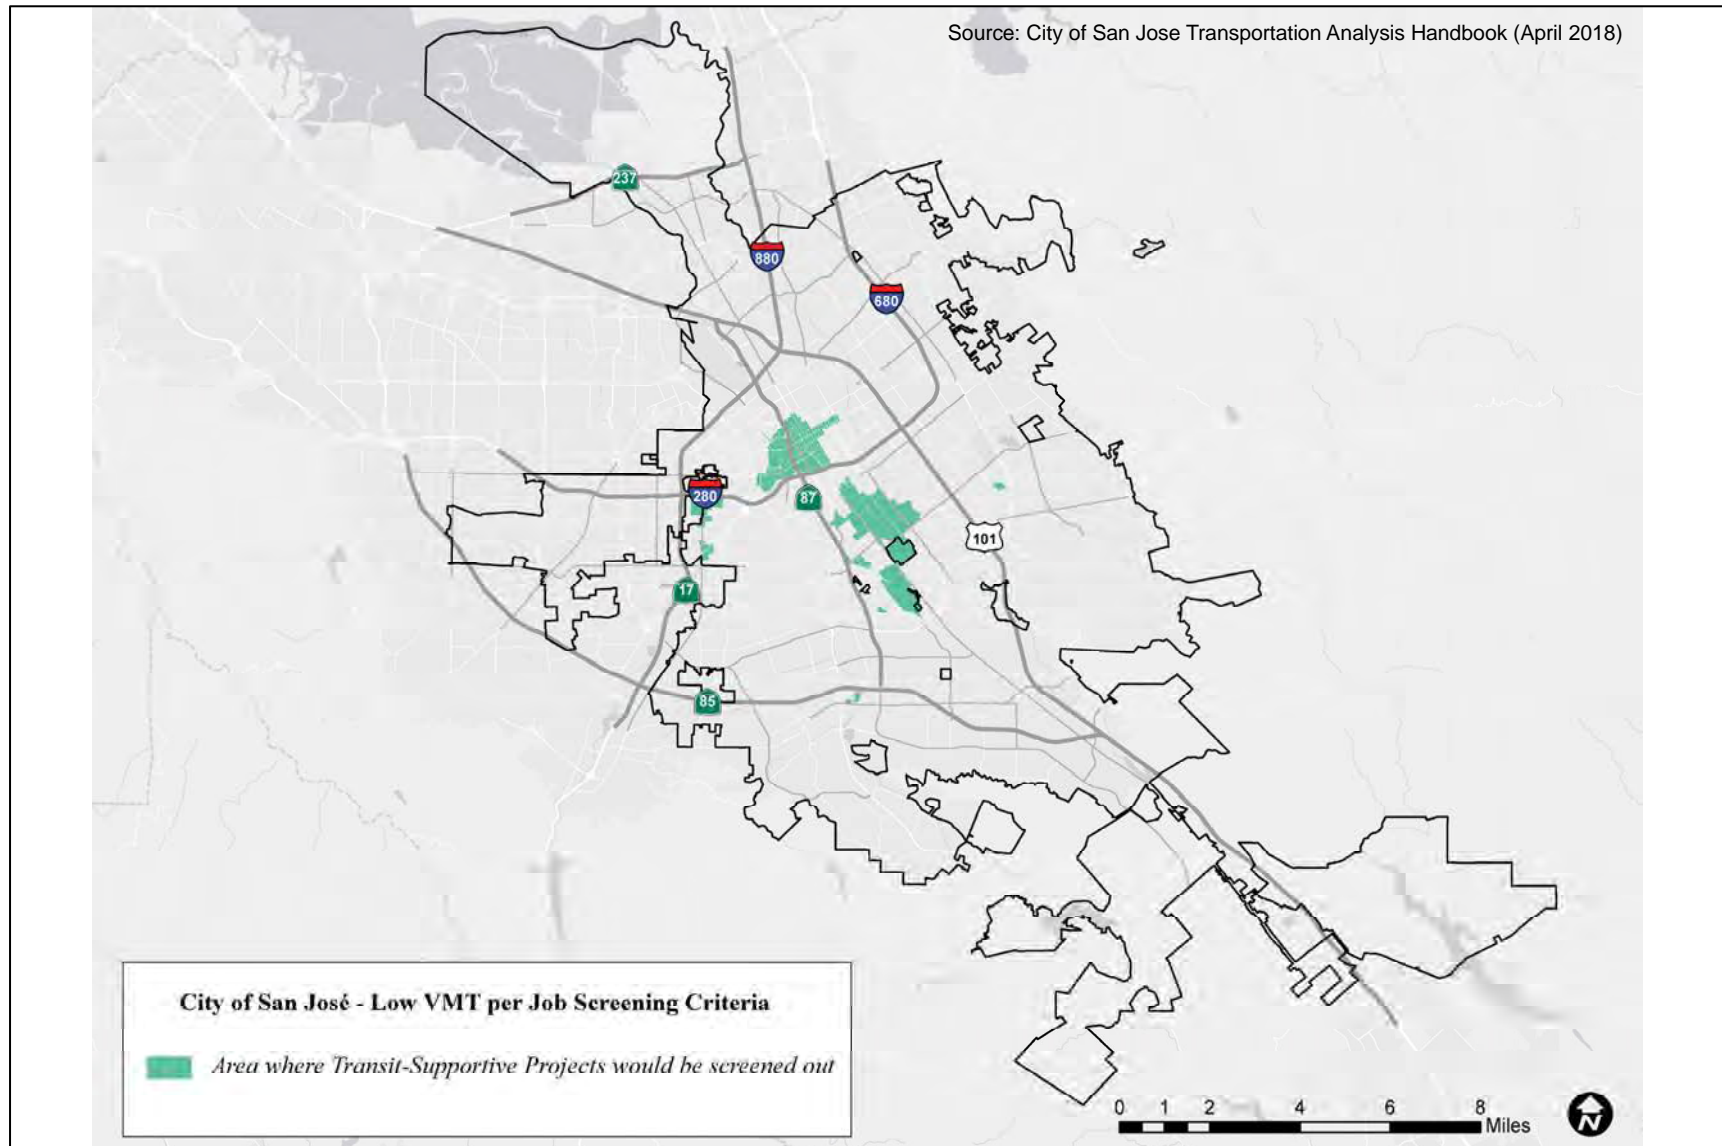 Source: City of San Jose Transportation Analysis Handbook (April 2018)
237
880
680
280
87
101
17
85
City of San José - Low VMT per Job Screening Criteria
Area where Transit-Supportive Projects would be screened out
0 1 2 4 6 8
Miles
N